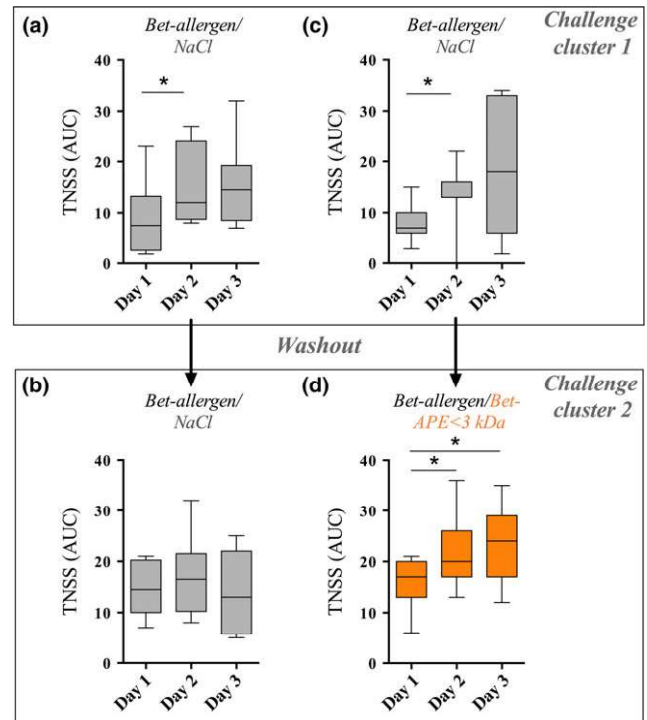 (a)
Bet-allergen/
NaCl
TNSS (AUC)
40
30
20
10
0
*
Day 1
Day 2
Day 3
(c)
Bet-allergen/
NaCl
Challenge
cluster 1
TNSS (AUC)
40
30
20
10
0
*
Day 1
Day 2
Day 3
Washout
(b)
Bet-allergen/
NaCl
TNSS (AUC)
40
30
20
10
0
Day 1
Day 2
Day 3
(d)
Bet-allergen/Bet-
APE<3 kDa
Challenge
cluster 2
TNSS (AUC)
40
30
20
10
0
*
*
Day 1
Day 2
Day 3